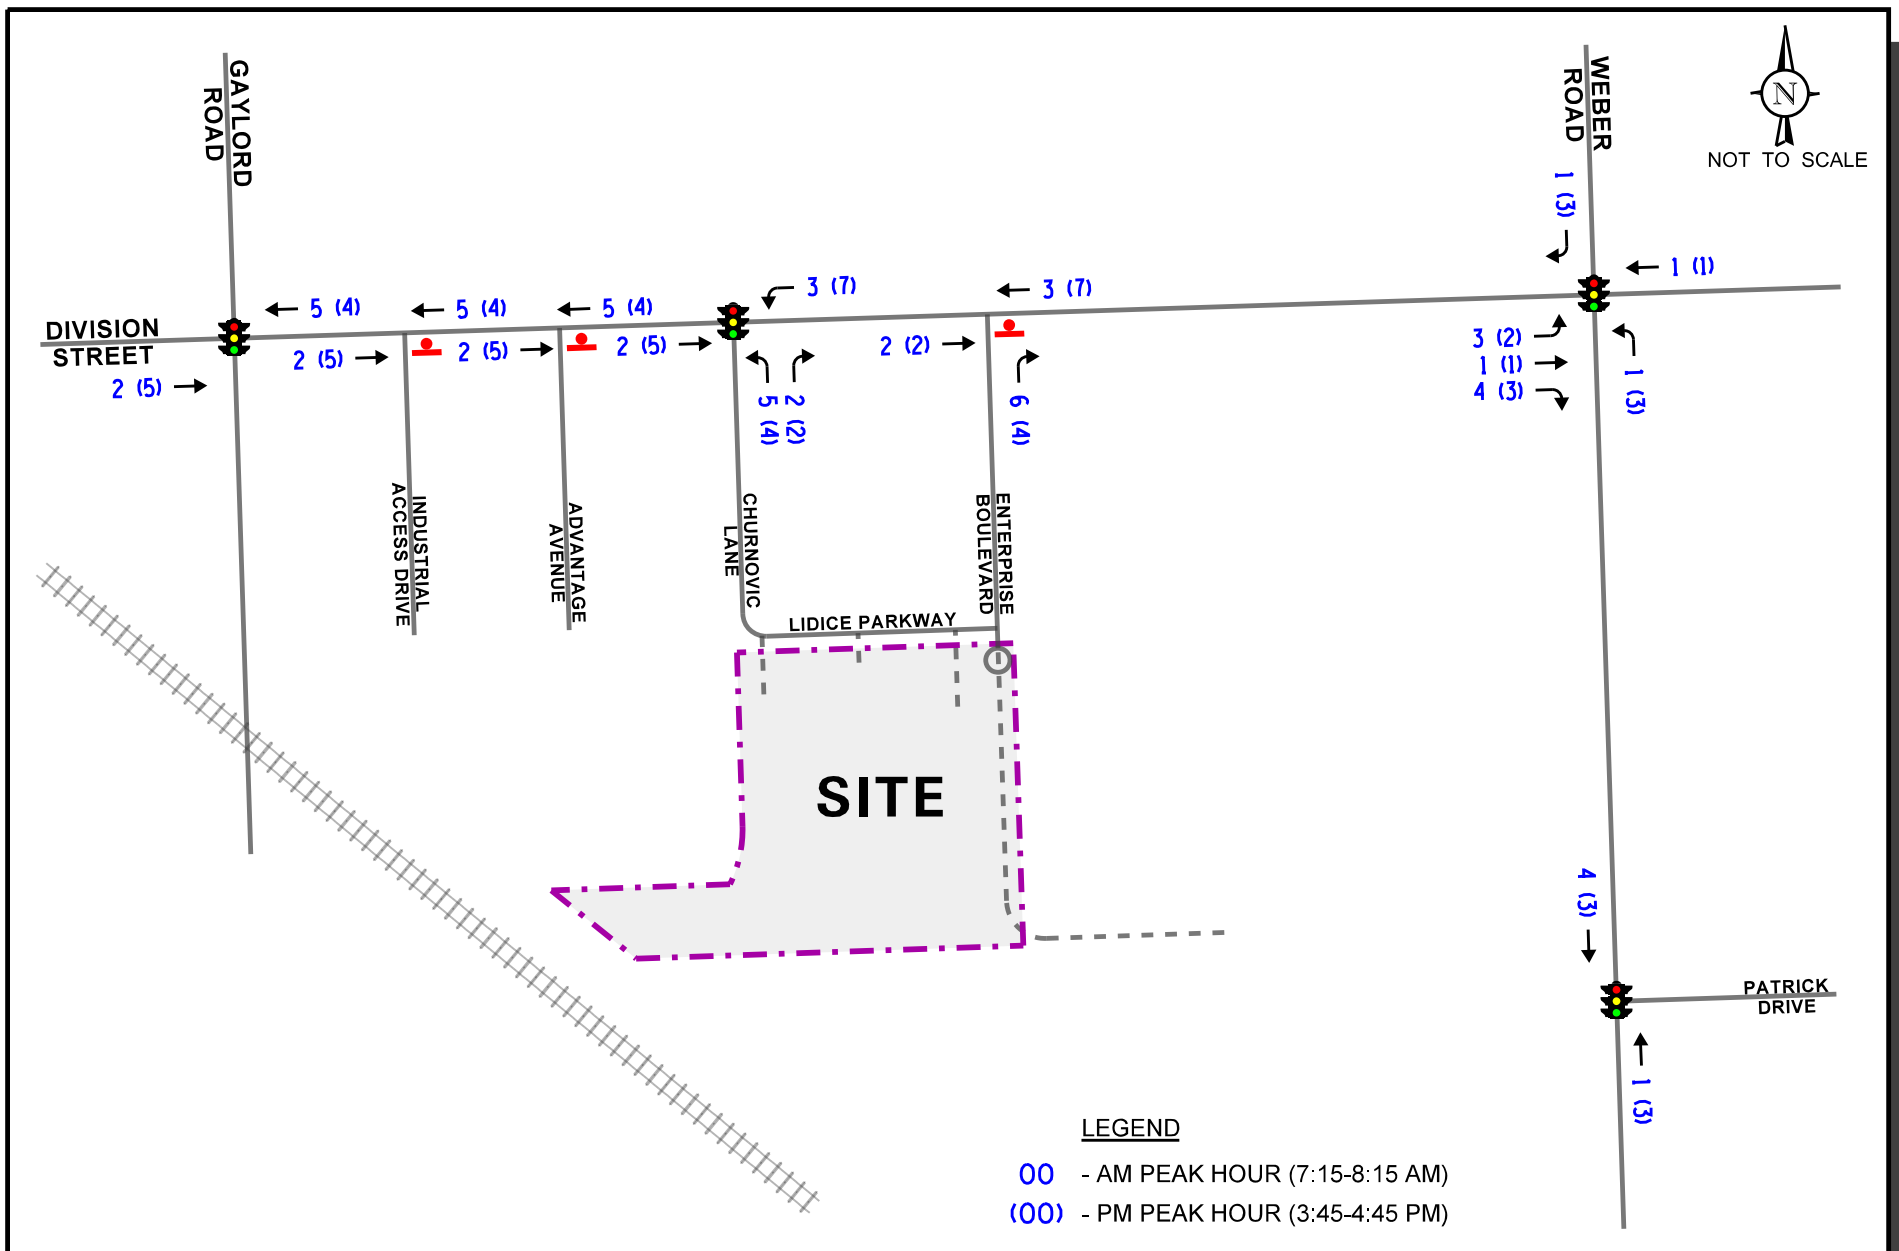 GAYLORD
ROAD
WEBER
ROAD
N
NOT TO SCALE
1 (3)
1 (1)
3 (7)
3 (7)
5 (4)
5 (4)
5 (4)
DIVISION
STREET
2 (5)
2 (5)
2 (5)
2 (5)
2 (2)
3 (2)
1 (1)
4 (3)
1 (3)
5 (4)
2 (2)
6 (4)
INDUSTRIAL
ACCESS DRIVE
ADVANTAGE
AVENUE
CHURNOVIC
LANE
ENTERPRISE
BOULEVARD
LIDICE PARKWAY
SITE
4 (3)
PATRICK
DRIVE
1 (3)
LEGEND
00 - AM PEAK HOUR (7:15-8:15 AM)
(00) - PM PEAK HOUR (3:45-4:45 PM)